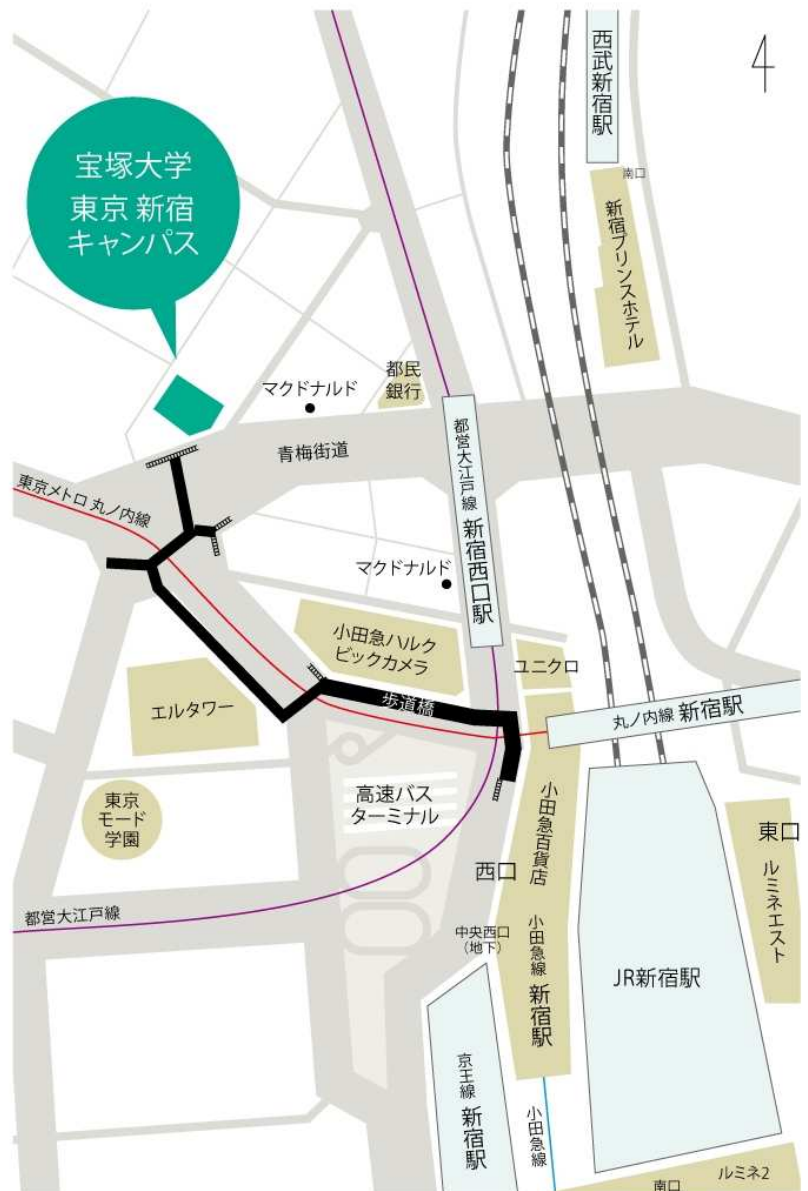 西武新宿駅
南口
新宿プリンスホテル
宝塚大学
東京 新宿
キャンパス
都民
銀行
マクドナルド
青梅街道
都営大江戸線
新宿西口駅
東京メトロ 丸ノ内線
マクドナルド
小田急ハルク
ビックカメラ
ユニクロ
エルタワー
歩道橋
丸ノ内線 新宿駅
東京
モード
学園
高速バス
ターミナル
小田急百貨店
西口
東口
ルミネエスト
都営大江戸線
中央西口
(地下)
小田急線 新宿駅
JR新宿駅
京王線 新宿駅
小田急線
南口
ルミネ2